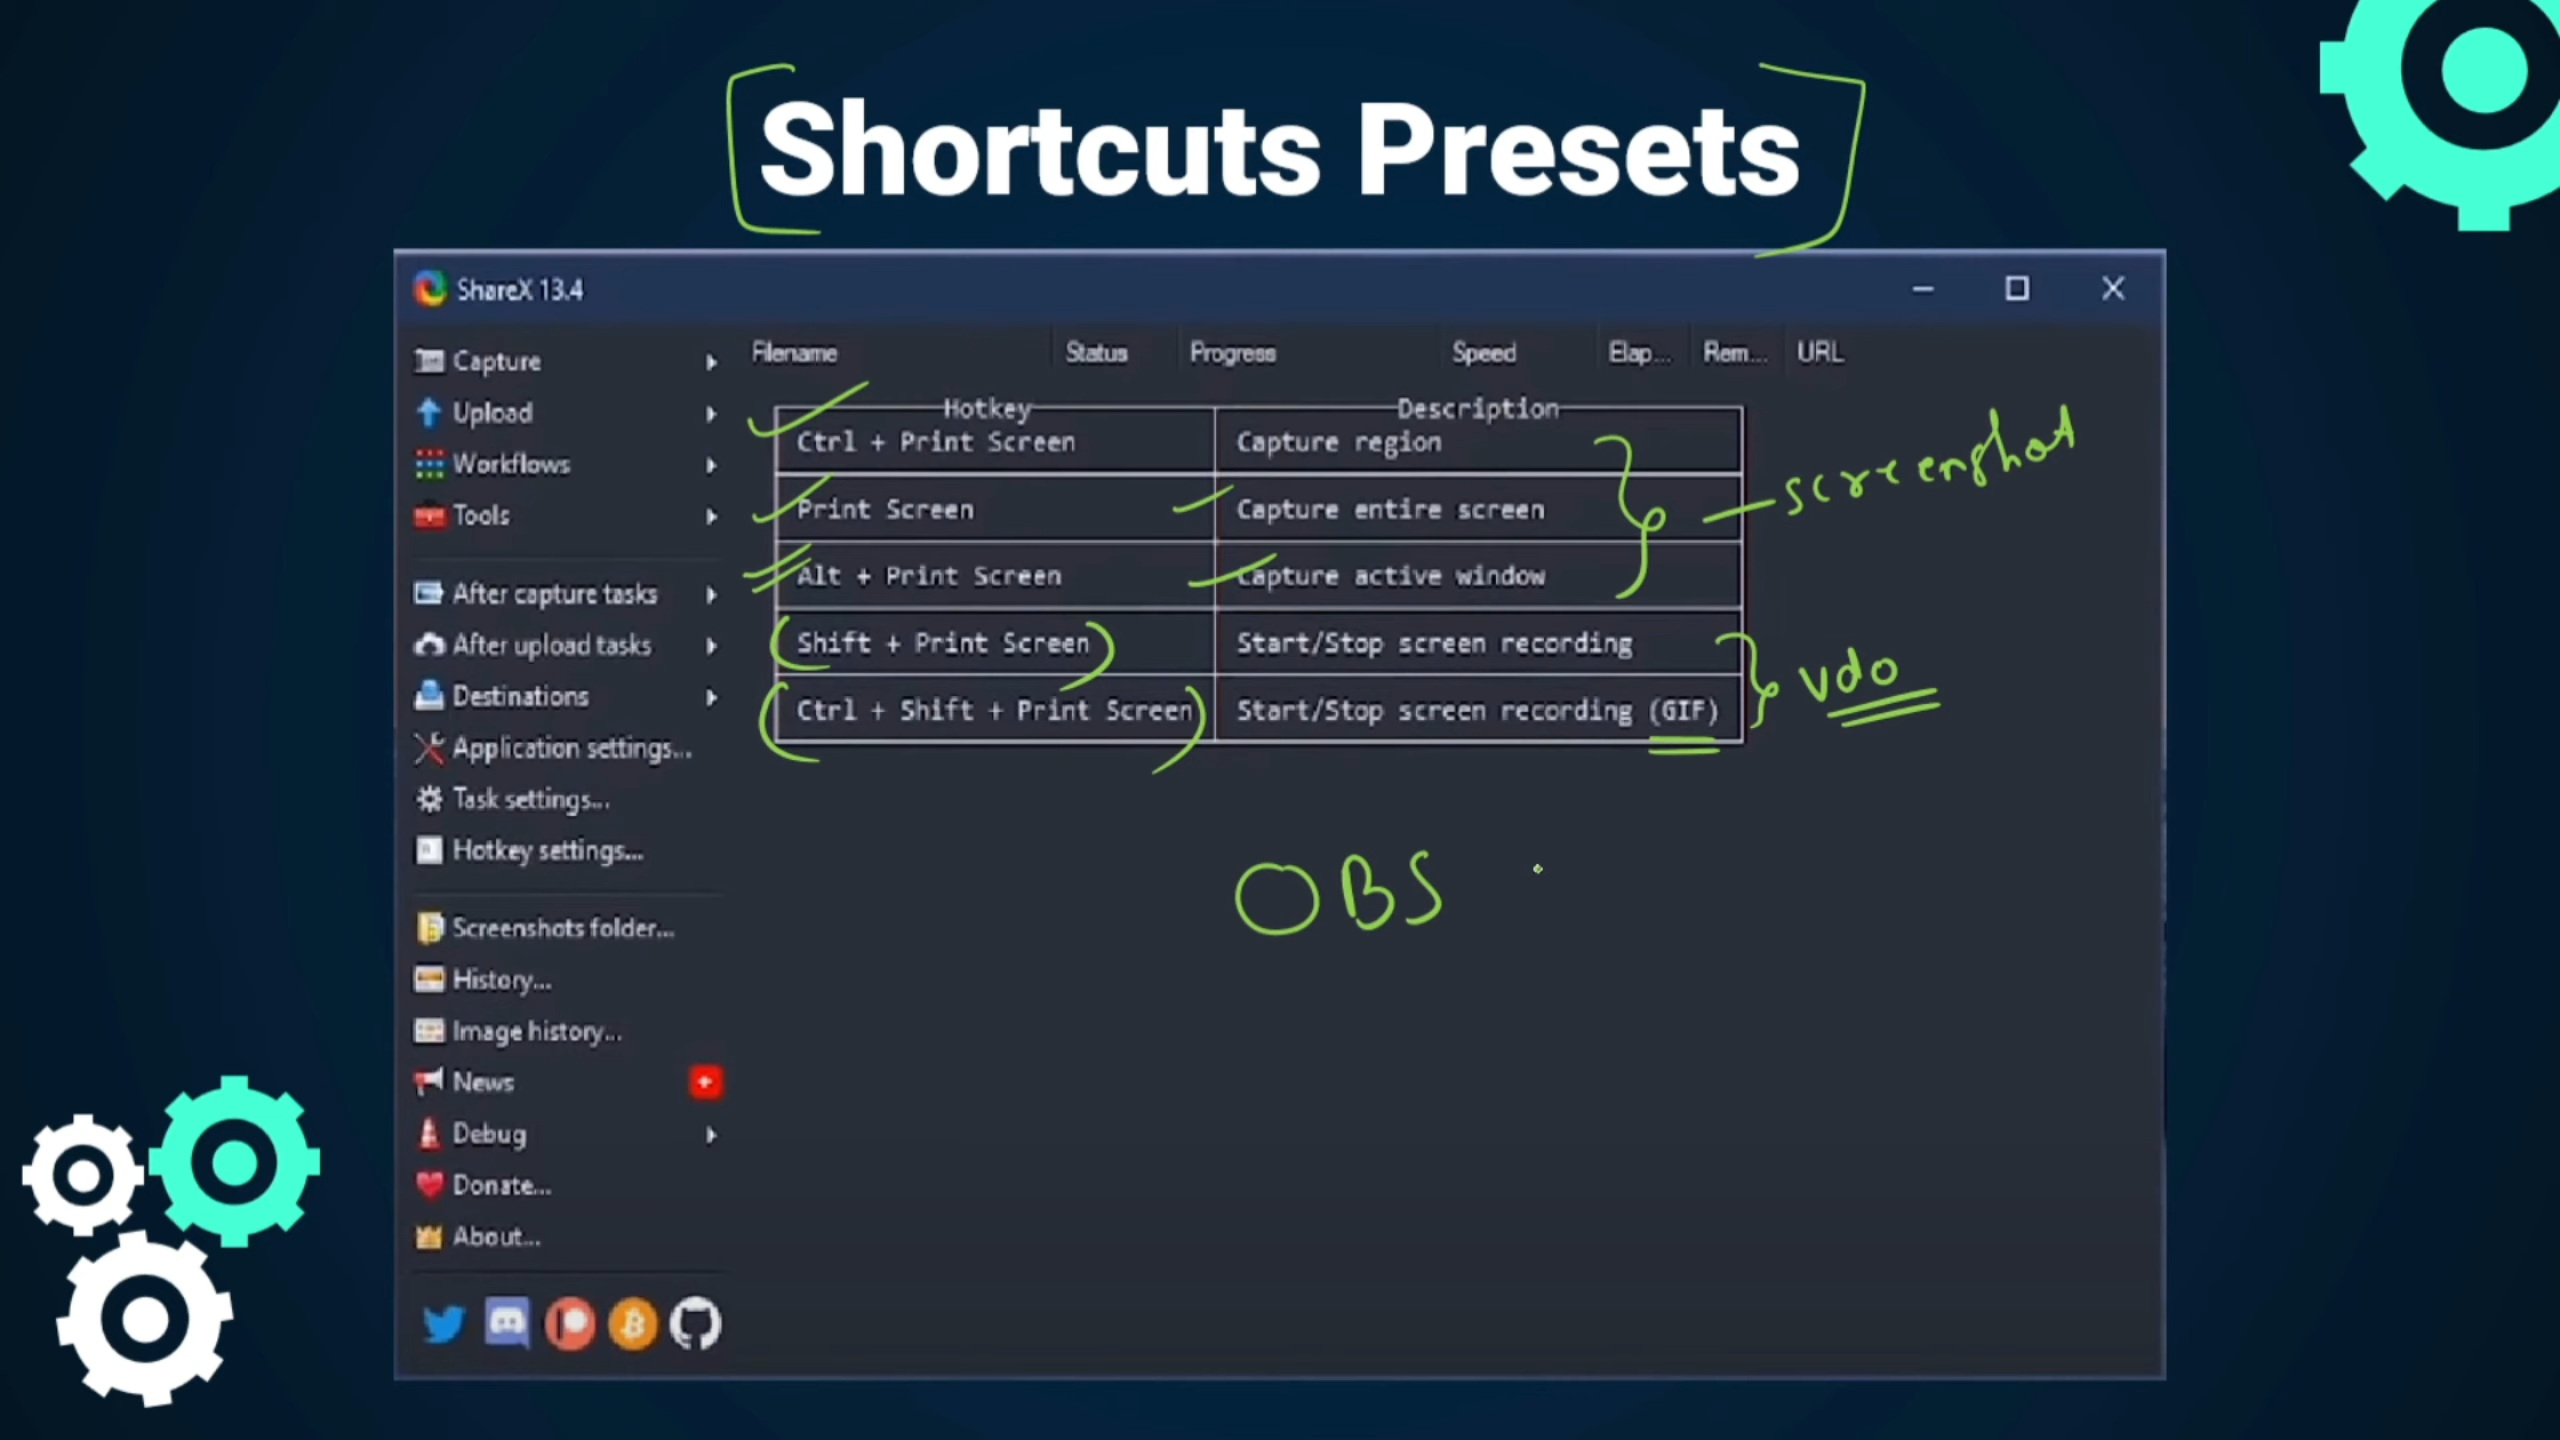 Shortcuts Presets
ShareX 13.4
Capture
Upload
Workflows
Tools
After capture tasks
After upload tasks
Destinations
Application settings...
Task settings...
Hotkey settings...
Screenshots folder...
History...
Image history...
News
Debug
Donate...
About...
Filename Status Progress Speed Elap... Rem... URL
Hotkey Description
Ctrl + Print Screen Capture region
Print Screen Capture entire screen
Alt + Print Screen Capture active window
Shift + Print Screen Start/Stop screen recording
Ctrl + Shift + Print Screen Start/Stop screen recording (GIF)
screenshot
vdo
OBS